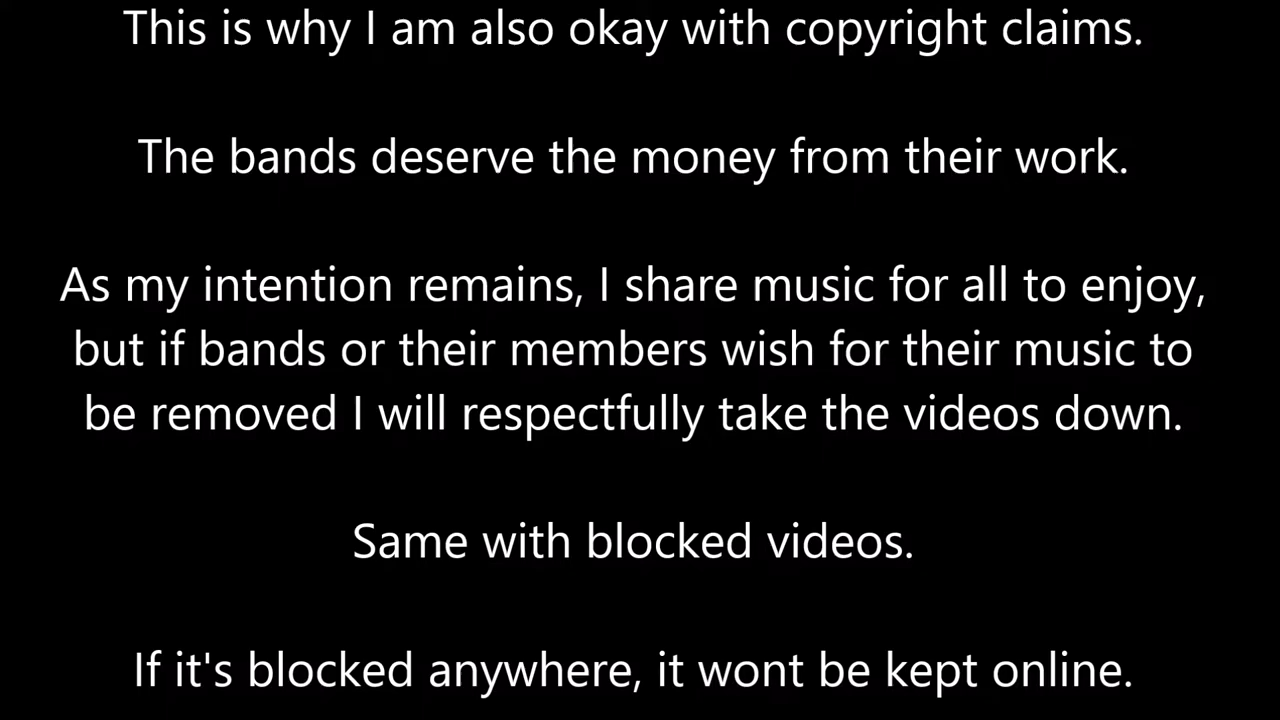 This is why I am also okay with copyright claims.
The bands deserve the money from their work.
As my intention remains, I share music for all to enjoy,
but if bands or their members wish for their music to
be removed I will respectfully take the videos down.
Same with blocked videos.
If it's blocked anywhere, it wont be kept online.